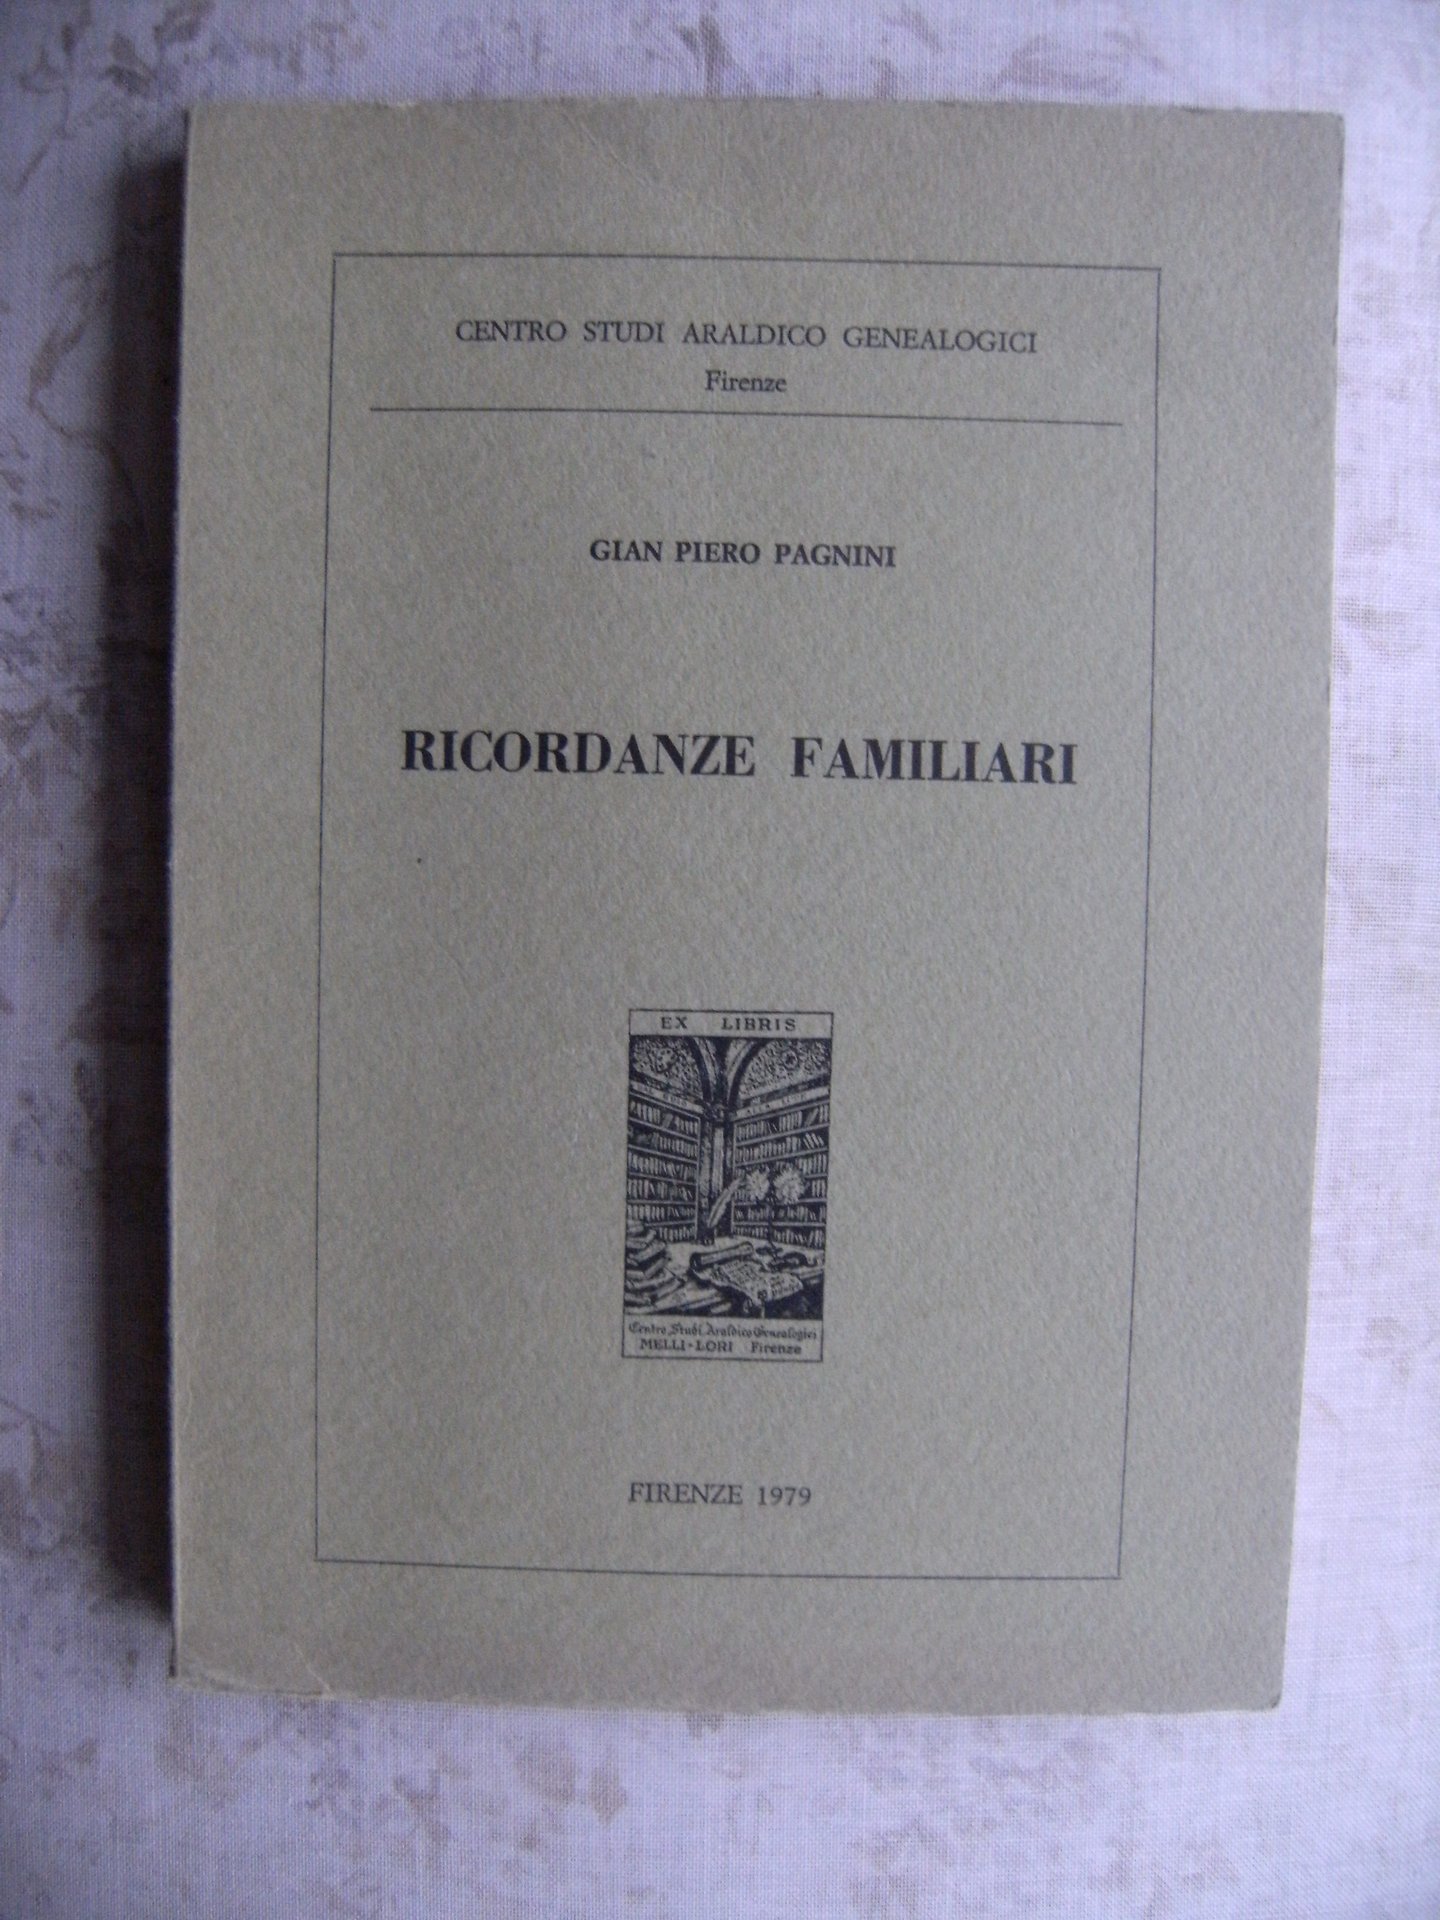 CENTRO STUDI ARALDICO GENEALOGICI
Firenze
GIAN PIERO PAGNINI
RICORDANZE FAMILIARI
EX LIBRIS
Centro Studi Araldico Genealogici
MELLI-LORI Firenze
FIRENZE 1979